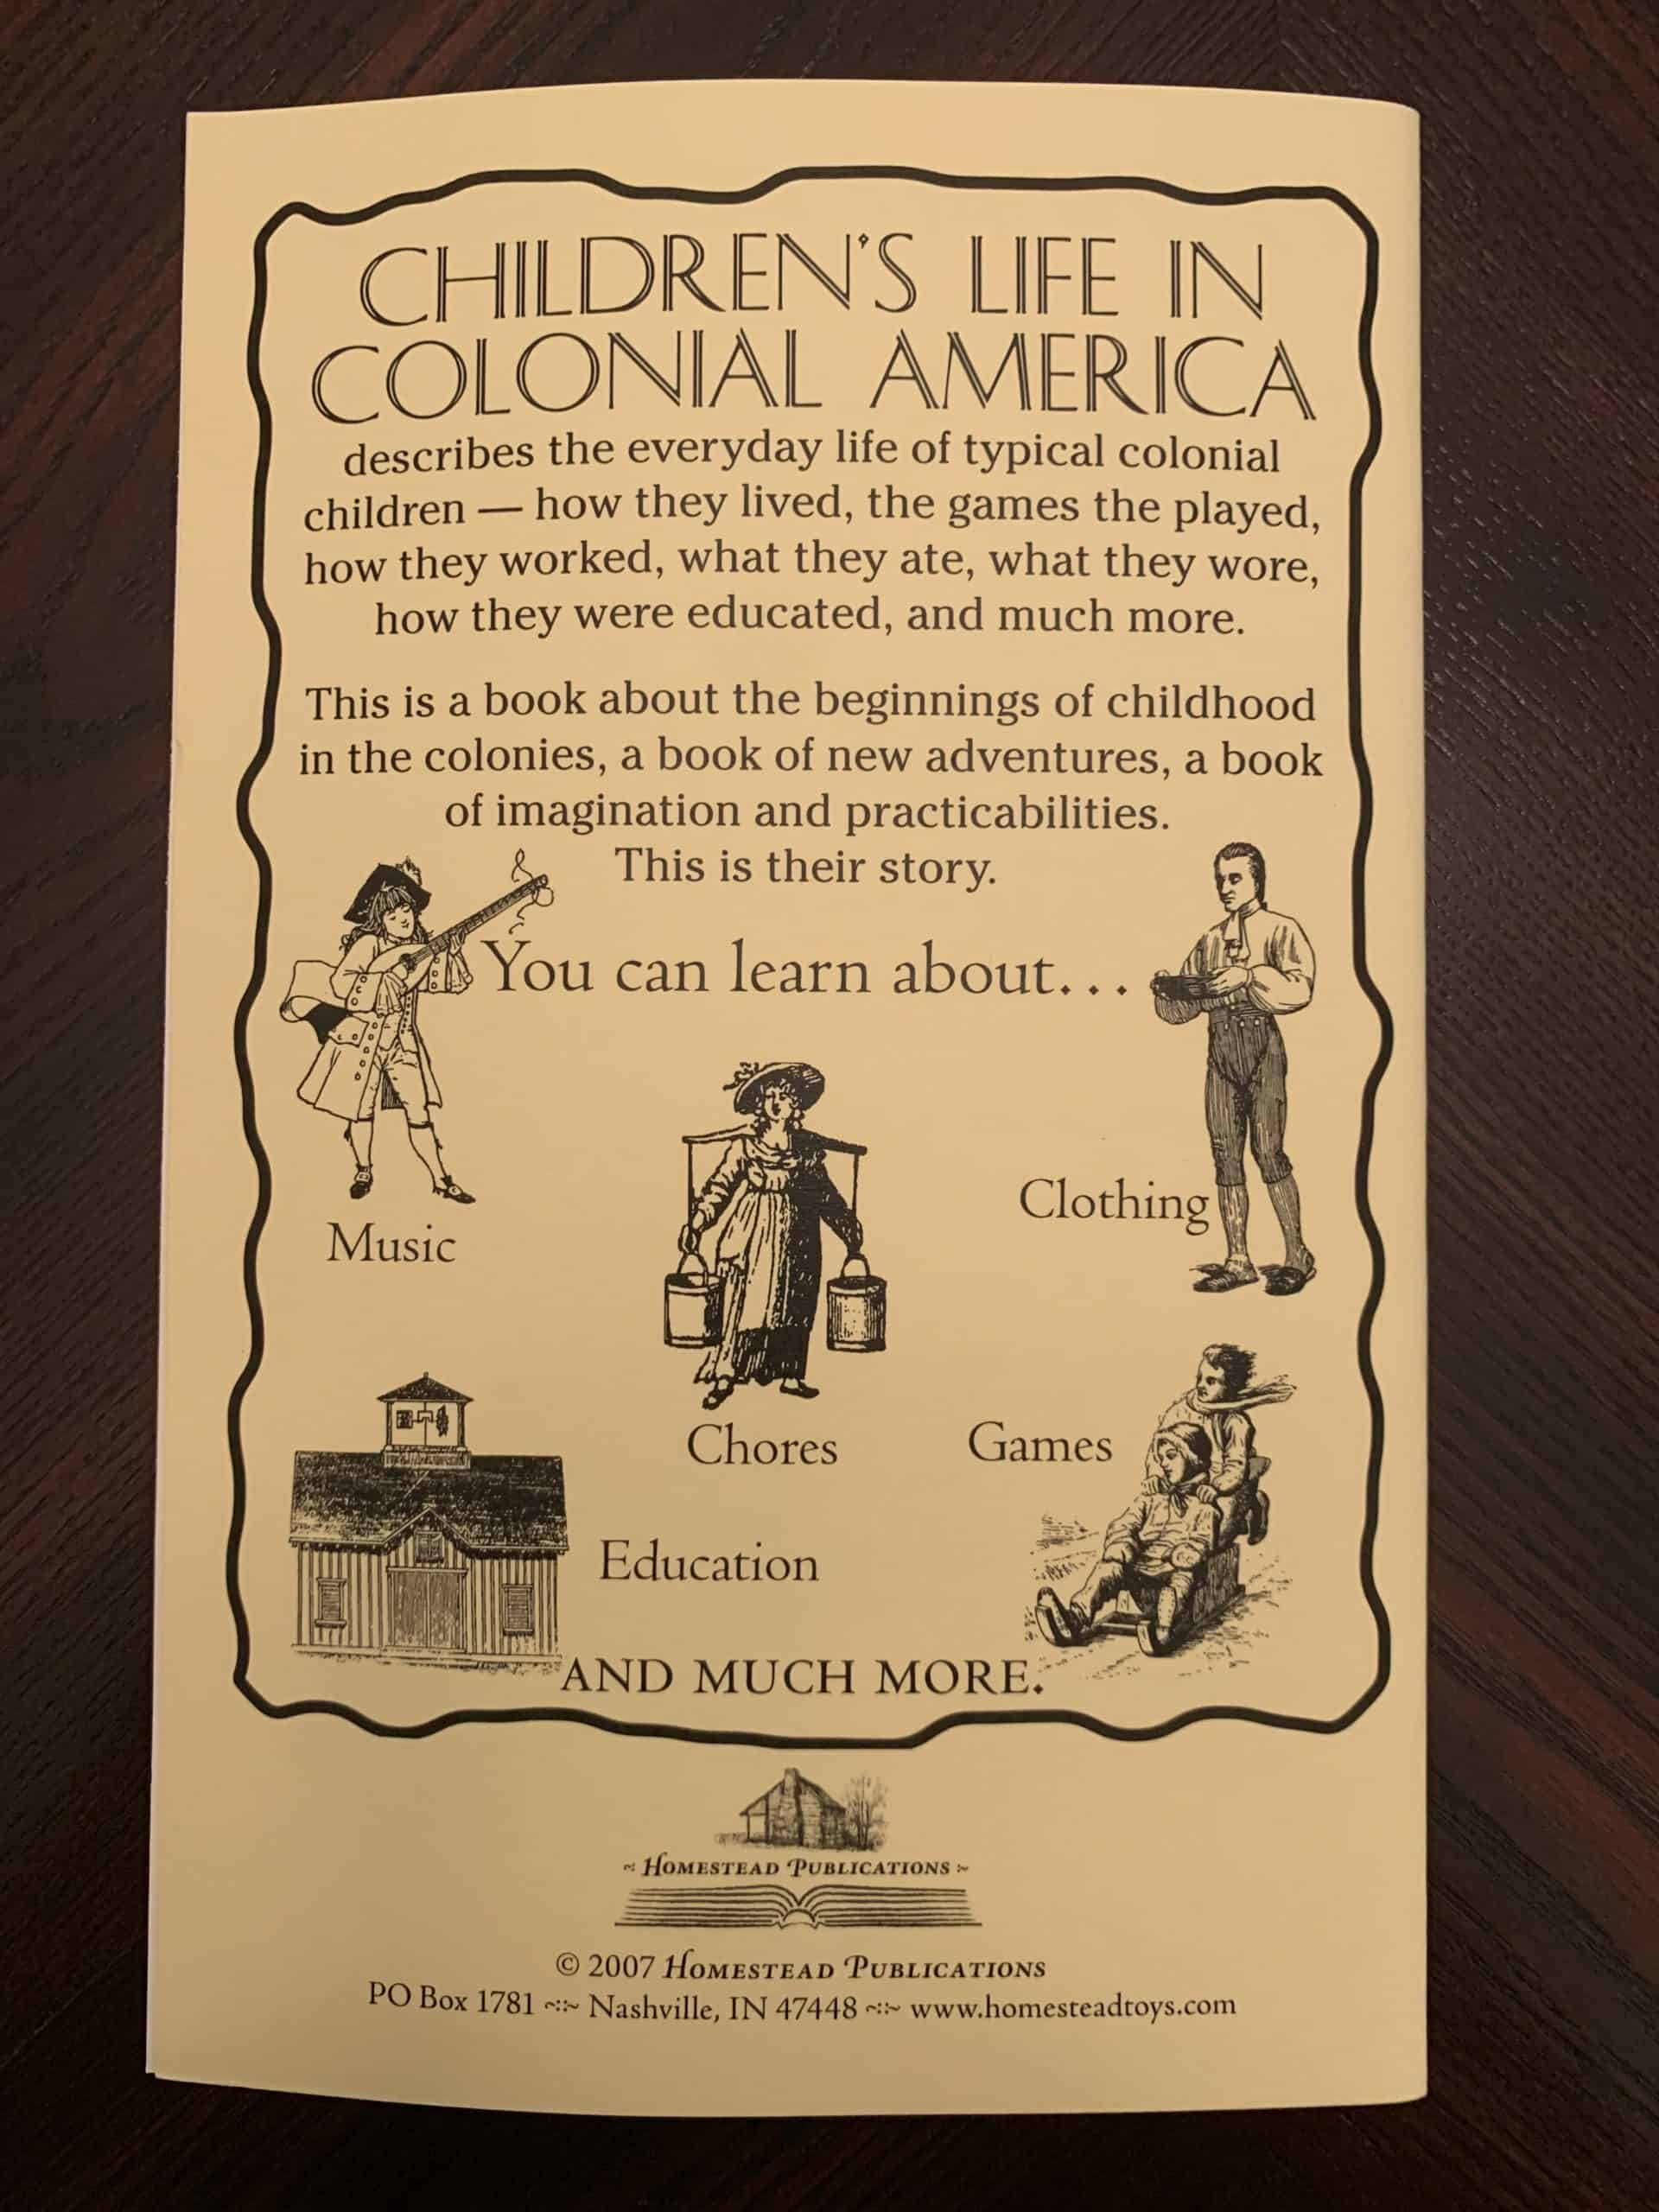 CHILDREN'S LIFE IN
COLONIAL AMERICA
describes the everyday life of typical colonial
children — how they lived, the games the played,
how they worked, what they ate, what they wore,
how they were educated, and much more.
This is a book about the beginnings of childhood
in the colonies, a book of new adventures, a book
of imagination and practicabilities.
This is their story.
You can learn about...
Music
Clothing
Chores
Games
Education
AND MUCH MORE.
~ HOMESTEAD PUBLICATIONS ~
© 2007 HOMESTEAD PUBLICATIONS
PO Box 1781 ~::~ Nashville, IN 47448 ~::~ www.homesteadtoys.com